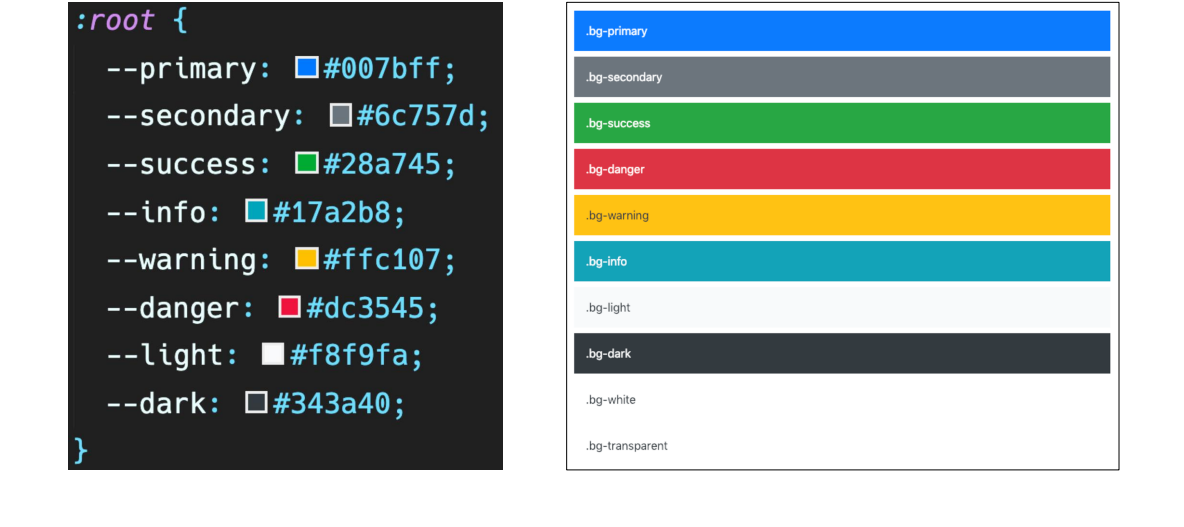 :root {
--primary: #007bff;
--secondary: #6c757d;
--success: #28a745;
--info: #17a2b8;
--warning: #ffc107;
--danger: #dc3545;
--light: #f8f9fa;
--dark: #343a40;
}
.bg-primary
.bg-secondary
.bg-success
.bg-danger
.bg-warning
.bg-info
.bg-light
.bg-dark
.bg-white
.bg-transparent